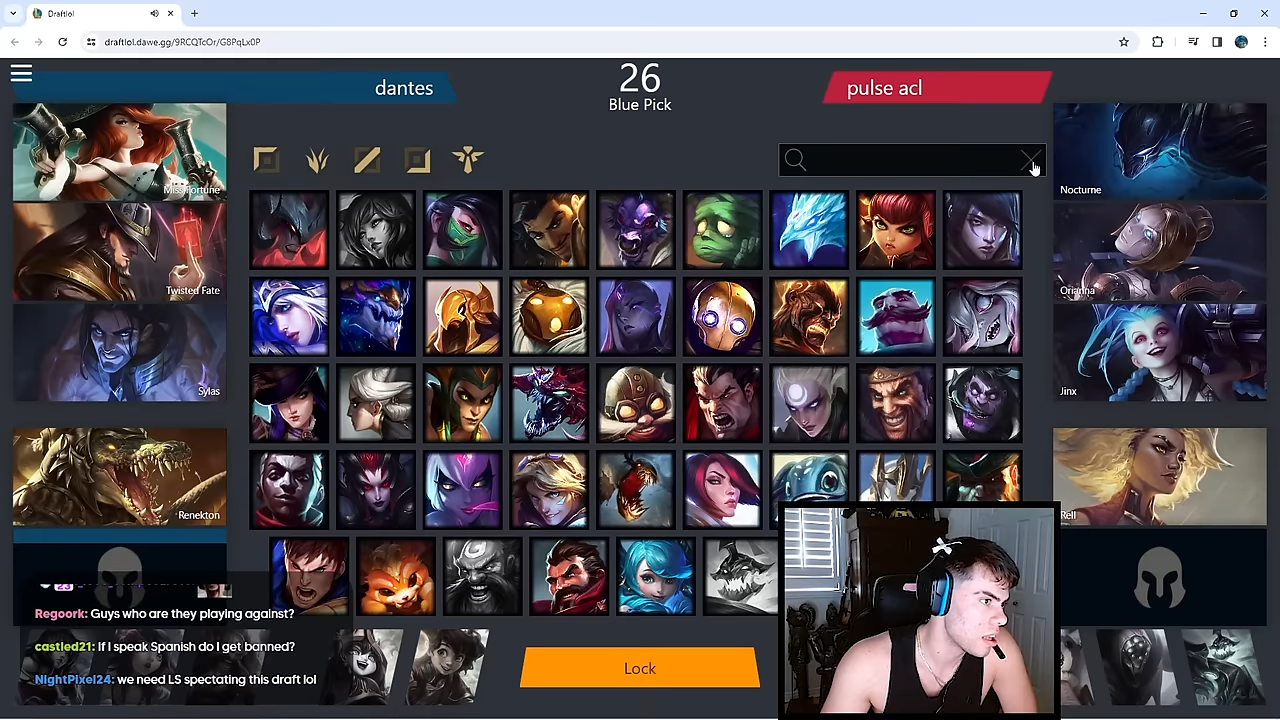 Draftlol
draftlol.dawe.gg/9RCQTcOr/G8PqLx0P
dantes
26
Blue Pick
pulse acl
Miss Fortune
Twisted Fate
Sylas
Renekton
Nocturne
Orianna
Jinx
Rell
23
Regoork: Guys who are they playing against?
castled21: If I speak Spanish do I get banned?
NightPixel24: we need LS spectating this draft lol
Lock